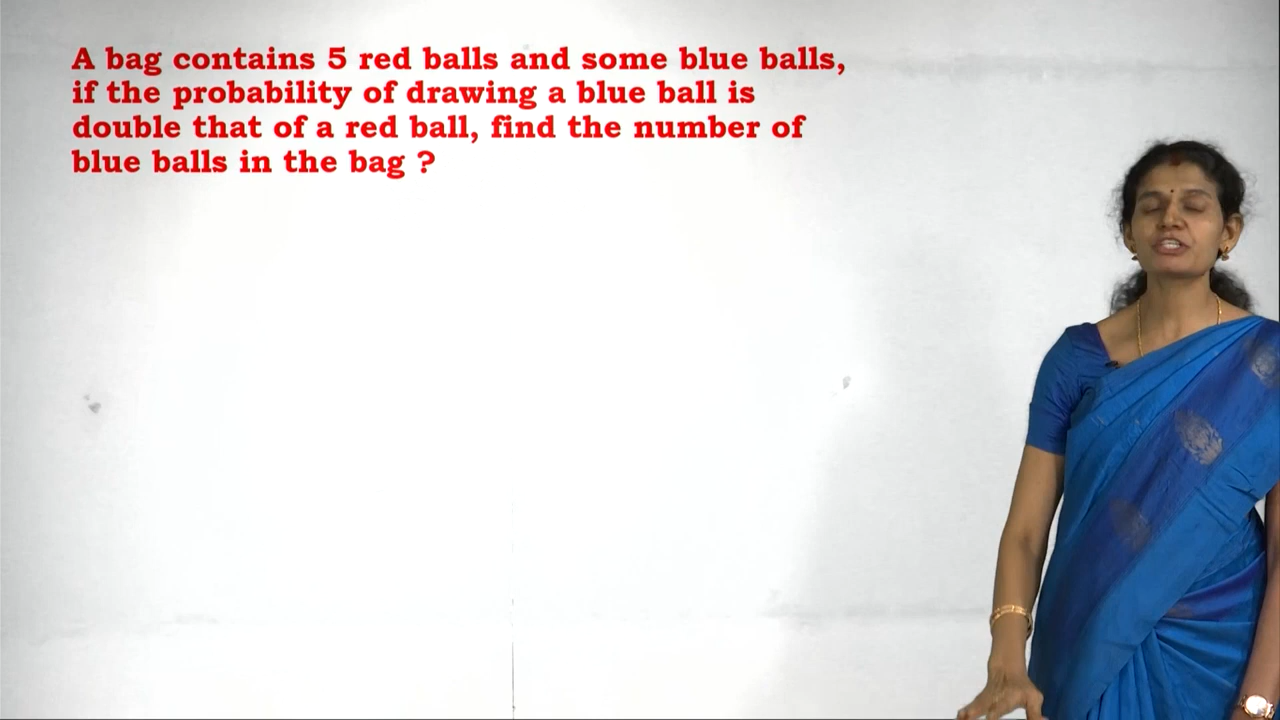 A bag contains 5 red balls and some blue balls,
if the probability of drawing a blue ball is
double that of a red ball, find the number of
blue balls in the bag ?